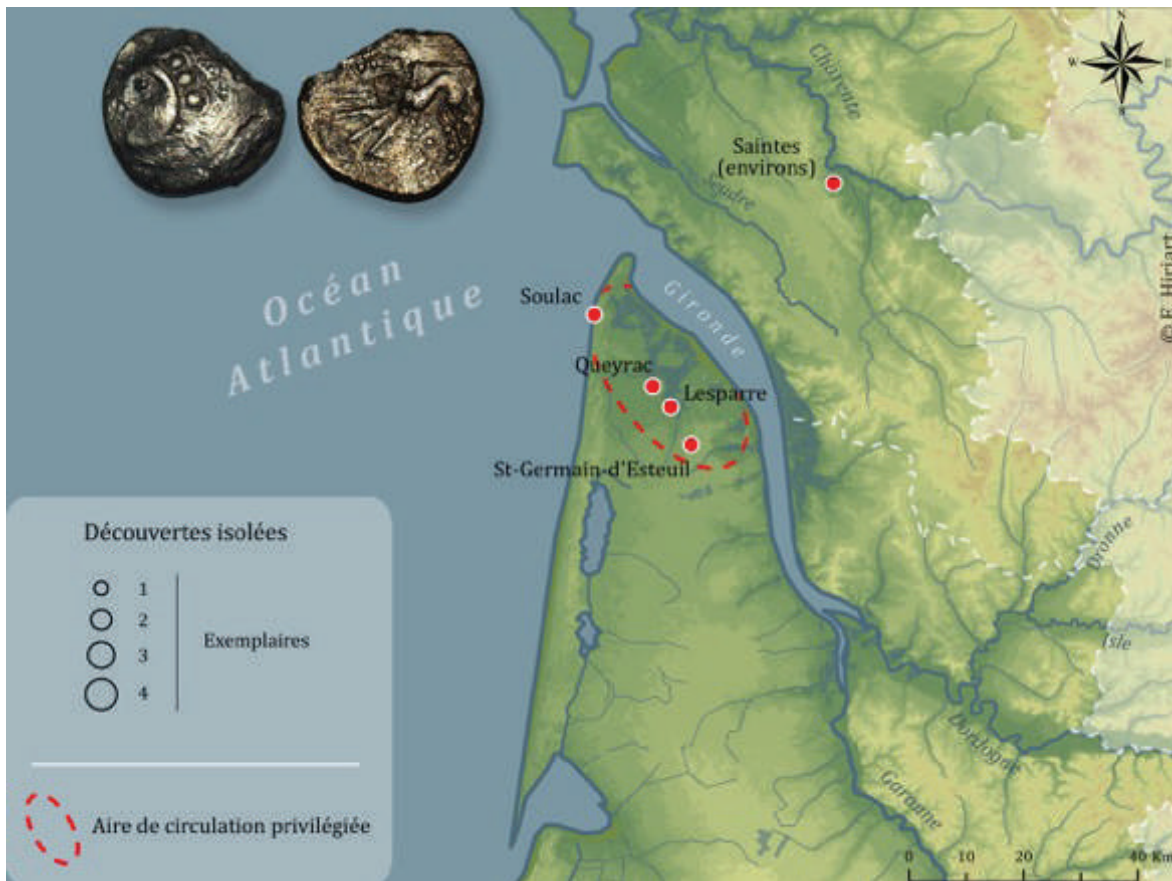 N
W
E
S
Charente
Saintes
(environs)
Seudre
© E. Hiriart
Océan
Atlantique
Soulac
Gironde
Queyrac
Lesparre
St-Germain-d'Esteuil
Découvertes isolées
1
2
3
4
Exemplaires
Aire de circulation privilégiée
Dronne
Isle
Dordogne
Garonne
0 10 20 40 Km